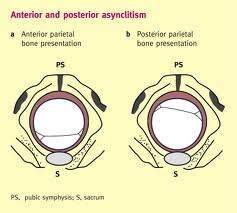 Anterior and posterior asynclitism
a Anterior parietal
bone presentation
b Posterior parietal
bone presentation
PS
PS
S
S
PS, pubic symphysis; S, sacrum